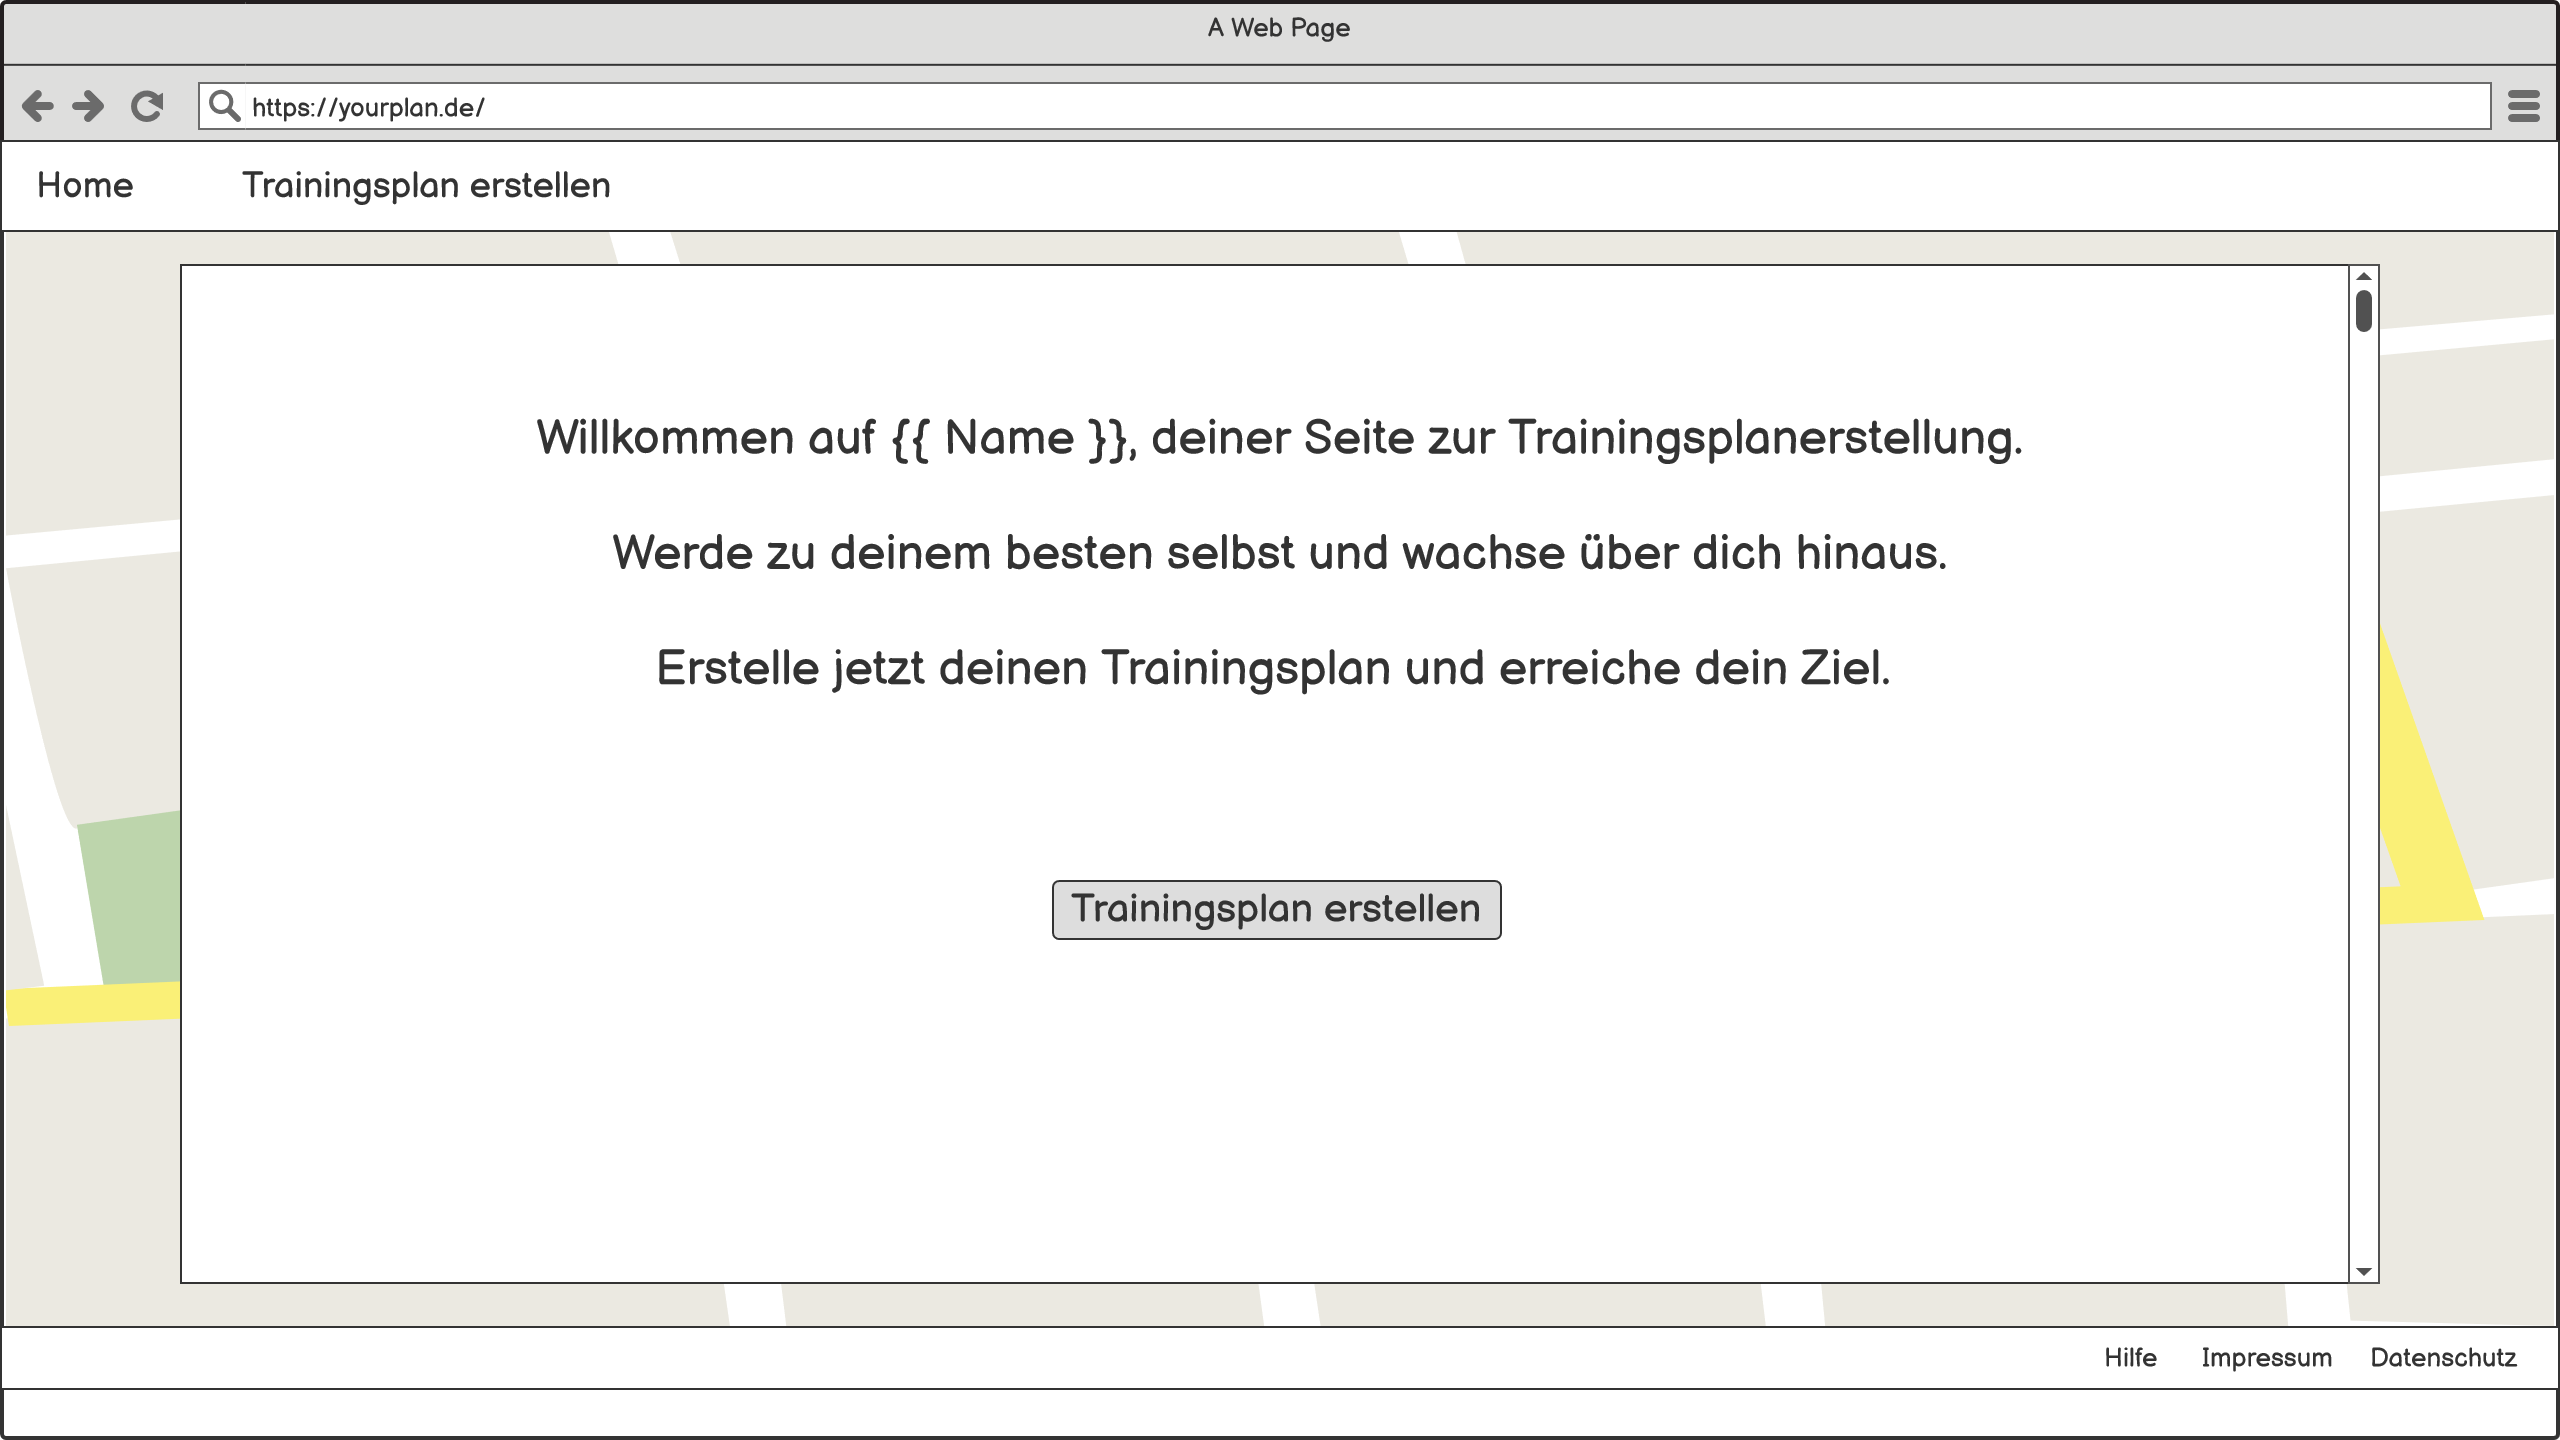 A Web Page
https://yourplan.de/
Home Trainingsplan erstellen
Willkommen auf {{ Name }}, deiner Seite zur Trainingsplanerstellung.
Werde zu deinem besten selbst und wachse über dich hinaus.
Erstelle jetzt deinen Trainingsplan und erreiche dein Ziel.
Trainingsplan erstellen
Hilfe Impressum Datenschutz